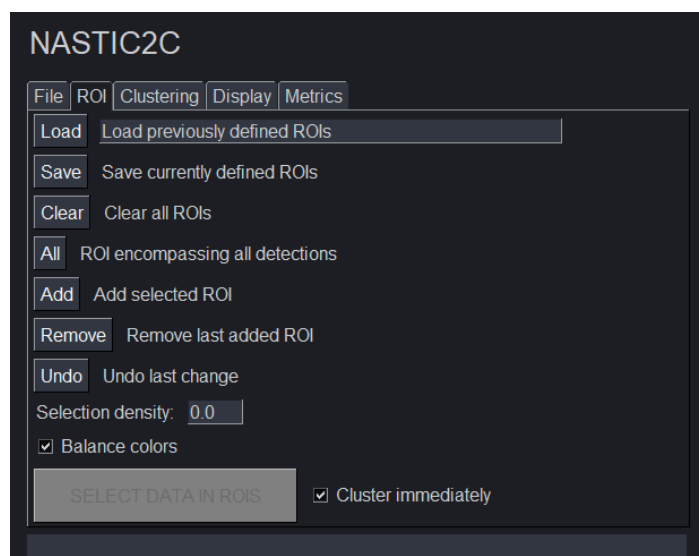 NASTIC2C
File ROI Clustering Display Metrics
Load Load previously defined ROIs
Save Save currently defined ROIs
Clear Clear all ROIs
All ROI encompassing all detections
Add Add selected ROI
Remove Remove last added ROI
Undo Undo last change
Selection density: 0.0
Balance colors
SELECT DATA IN ROIS Cluster immediately